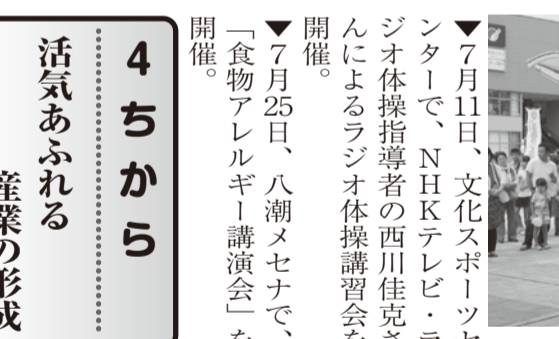 ▼7月11日、文化スポーツセ
ンターで、NHKテレビ・ラ
ジオ体操指導者の西川佳克さ
んによるラジオ体操講習会を
開催。
▼7月25日、八潮メセナで、
「食物アレルギー講演会」を
開催。
4 ちから
活気あふれる
産業の形成